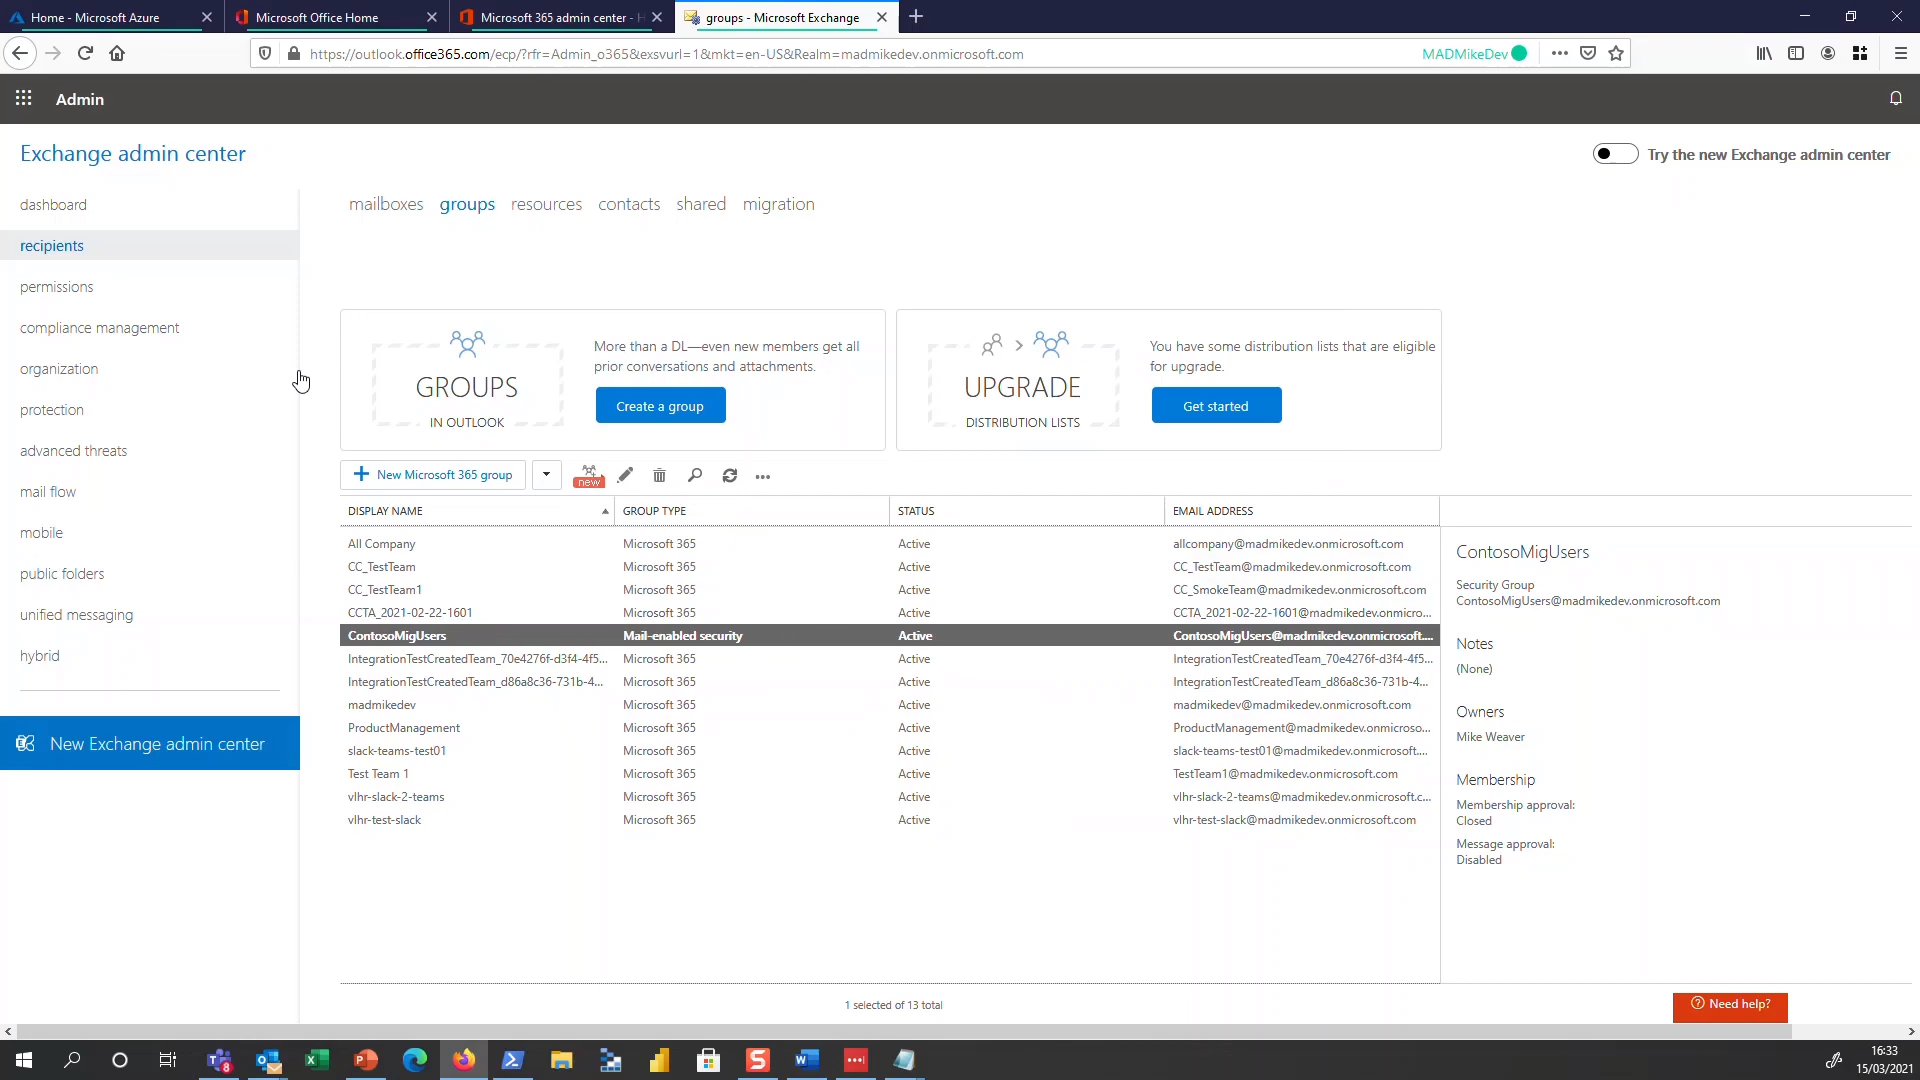 Home - Microsoft Azure
Microsoft Office Home
Microsoft 365 admin center - H
groups - Microsoft Exchange
https://outlook.office365.com/ecp/?rfr=Admin_o365&exsvurl=1&mkt=en-US&Realm=madmikedev.onmicrosoft.com
MADMikeDev
Admin
Exchange admin center
Try the new Exchange admin center
dashboard
recipients
permissions
compliance management
organization
protection
advanced threats
mail flow
mobile
public folders
unified messaging
hybrid
New Exchange admin center
mailboxes groups resources contacts shared migration
GROUPS
IN OUTLOOK
More than a DL—even new members get all
prior conversations and attachments.
Create a group
UPGRADE
DISTRIBUTION LISTS
You have some distribution lists that are eligible
for upgrade.
Get started
New Microsoft 365 group
new
DISPLAY NAME GROUP TYPE STATUS EMAIL ADDRESS
All Company Microsoft 365 Active allcompany@madmikedev.onmicrosoft.com
CC_TestTeam Microsoft 365 Active CC_TestTeam@madmikedev.onmicrosoft.com
CC_TestTeam1 Microsoft 365 Active CC_SmokeTeam@madmikedev.onmicrosoft.com
CCTA_2021-02-22-1601 Microsoft 365 Active CCTA_2021-02-22-1601@madmikedev.onmicro...
ContosoMigUsers Mail-enabled security Active ContosoMigUsers@madmikedev.onmicrosoft....
IntegrationTestCreatedTeam_70e4276f-d3f4-4f5... Microsoft 365 Active IntegrationTestCreatedTeam_70e4276f-d3f4-4f5...
IntegrationTestCreatedTeam_d86a8c36-731b-4... Microsoft 365 Active IntegrationTestCreatedTeam_d86a8c36-731b-4...
madmikedev Microsoft 365 Active madmikedev@madmikedev.onmicrosoft.com
ProductManagement Microsoft 365 Active ProductManagement@madmikedev.onmicroso...
slack-teams-test01 Microsoft 365 Active slack-teams-test01@madmikedev.onmicrosoft....
Test Team 1 Microsoft 365 Active TestTeam1@madmikedev.onmicrosoft.com
vlhr-slack-2-teams Microsoft 365 Active vlhr-slack-2-teams@madmikedev.onmicrosoft.c...
vlhr-test-slack Microsoft 365 Active vlhr-test-slack@madmikedev.onmicrosoft.com
1 selected of 13 total
ContosoMigUsers
Security Group
ContosoMigUsers@madmikedev.onmicrosoft.com
Notes
(None)
Owners
Mike Weaver
Membership
Membership approval:
Closed
Message approval:
Disabled
Need help?
16:33
15/03/2021